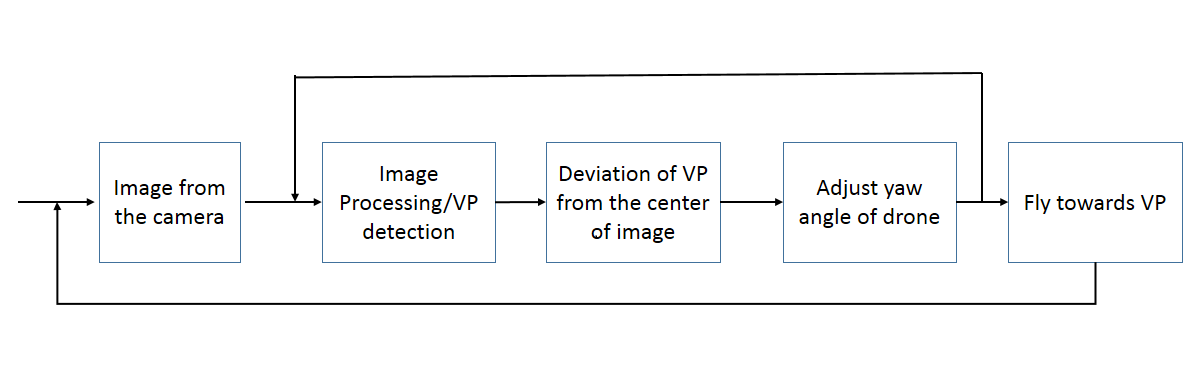 Image from
the camera
Image
Processing/VP
detection
Deviation of VP
from the center
of image
Adjust yaw
angle of drone
Fly towards VP